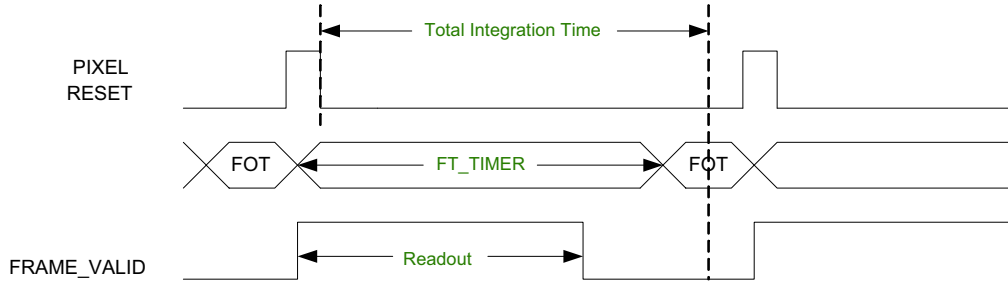 Total Integration Time
PIXEL
RESET
FOT
FT_TIMER
FOT
Readout
FRAME_VALID